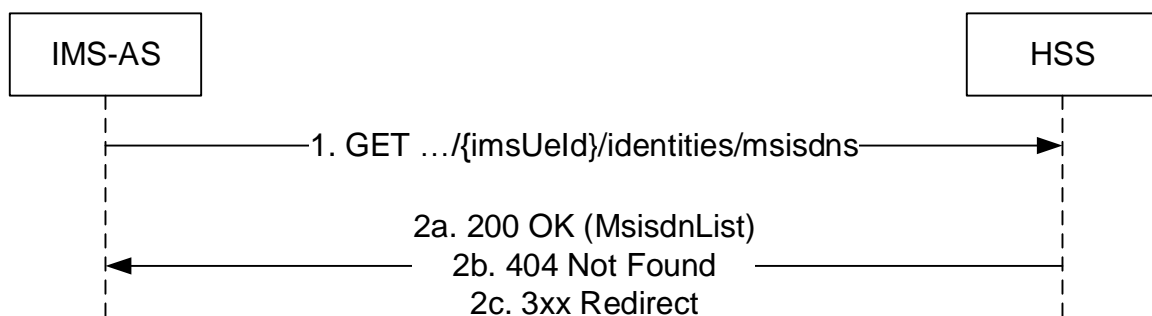 IMS-AS
HSS
1. GET …/{imsUeId}/identities/msisdns
2a. 200 OK (MsisdnList)
2b. 404 Not Found
2c. 3xx Redirect